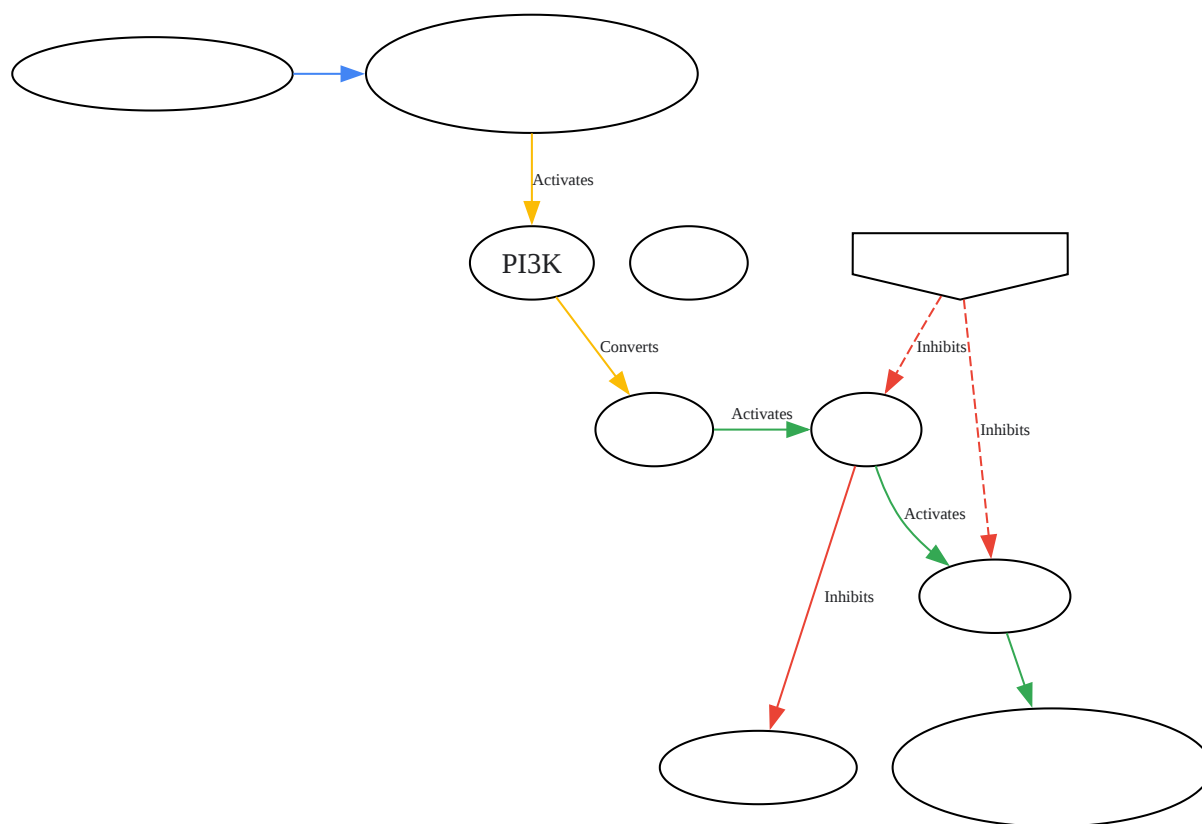 Activates
PI3K
Converts
Inhibits
Activates
Inhibits
Activates
Inhibits